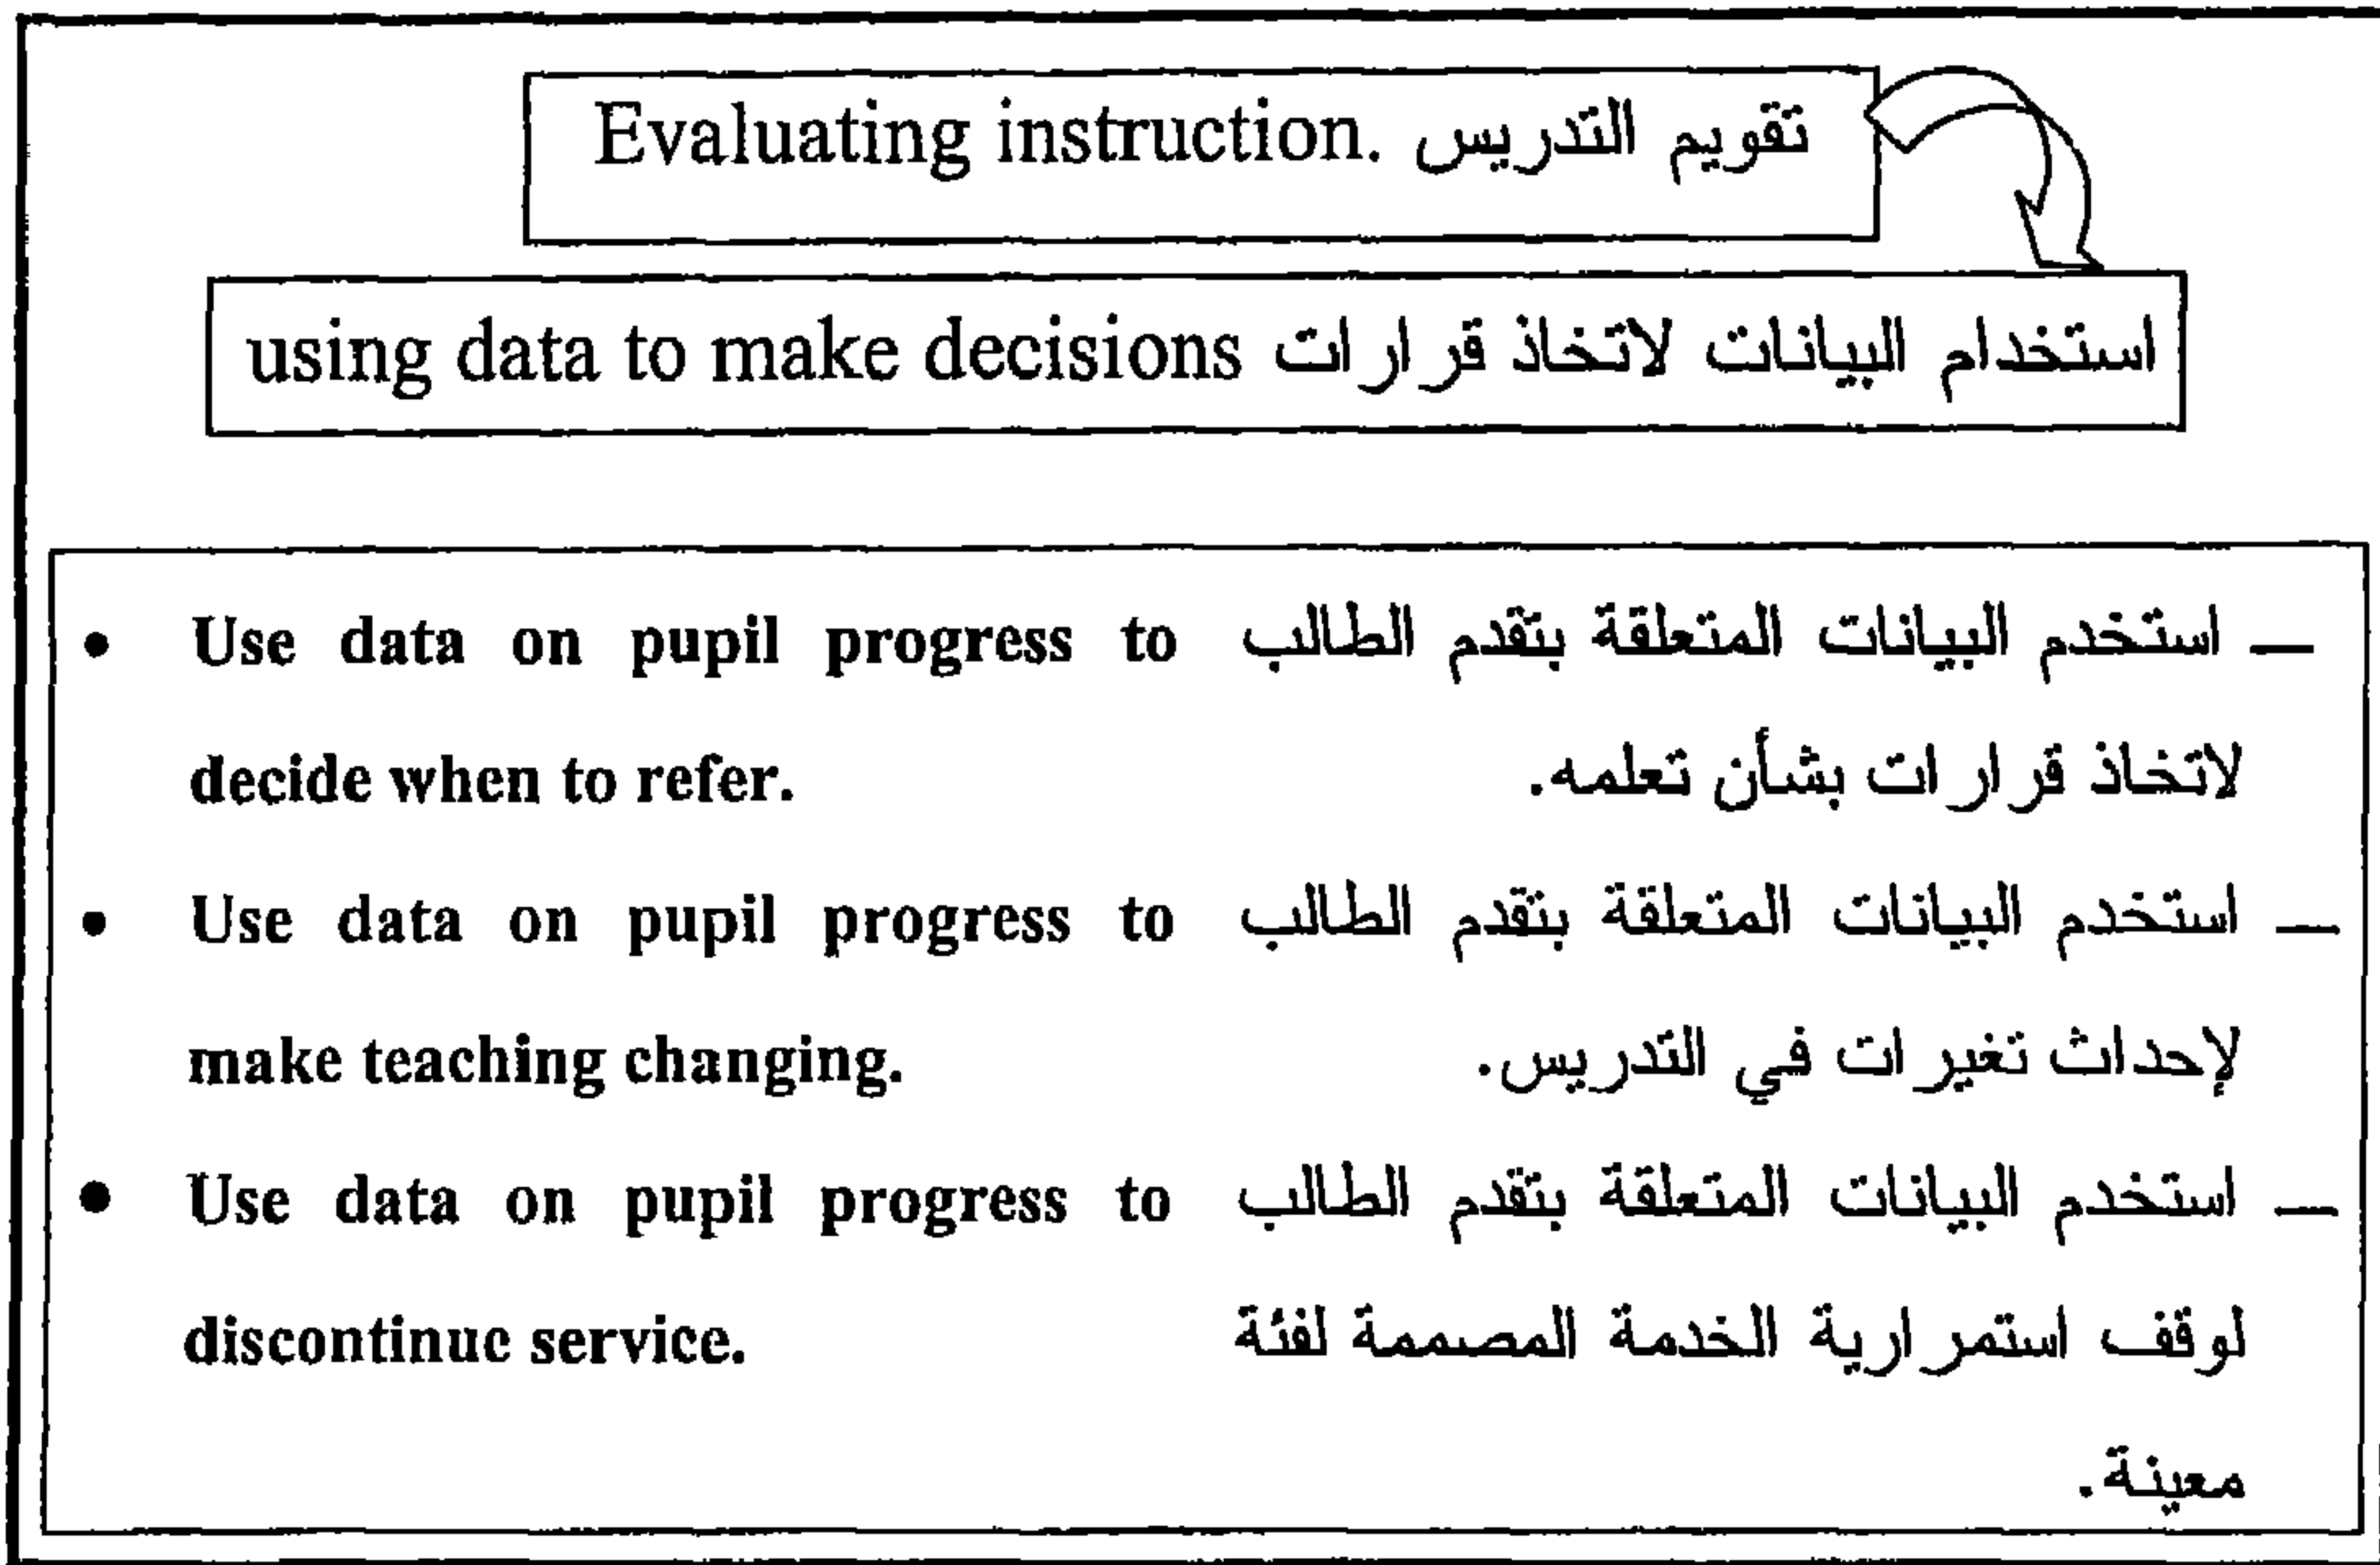 تقويم التدريس Evaluating instruction.
استخدام البيانات لاتخاذ قرارات using data to make decisions
– استخدم البيانات المتعلقة بتقدم الطالب
لاتخاذ قرارات بشأن تعلمه.
– استخدم البيانات المتعلقة بتقدم الطالب
لإحداث تغيرات في التدريس.
– استخدم البيانات المتعلقة بتقدم الطالب
لوقف استمرارية الخدمة المصممة لفئة
معينة.
• Use data on pupil progress to
decide when to refer.
• Use data on pupil progress to
make teaching changing.
• Use data on pupil progress to
discontinue service.